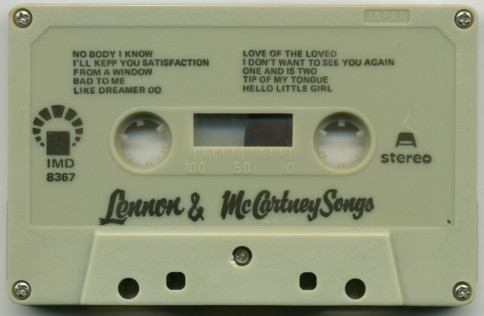 JAPAN
NO BODY I KNOW
I'LL KEPP YOU SATISFACTION
FROM A WINDOW
BAD TO ME
LIKE DREAMER DO
LOVE OF THE LOVED
I DON'T WANT TO SEE YOU AGAIN
ONE AND IS TWO
TIP OF MY TONGUE
HELLO LITTLE GIRL
IMD
8367
100 50 0
stereo
Lennon & McCartney Songs